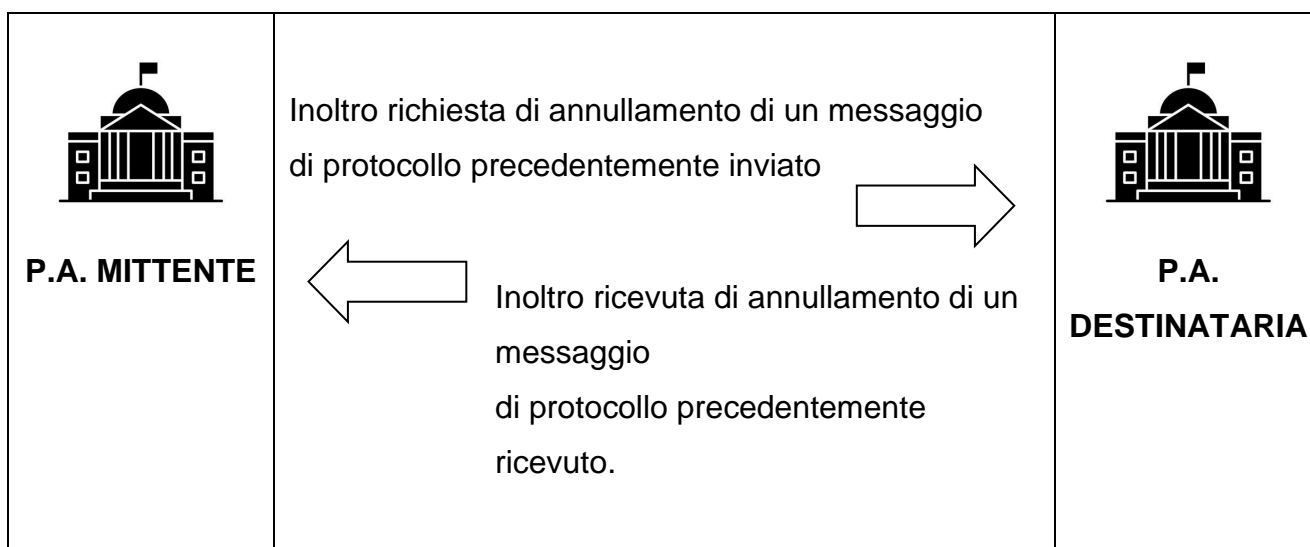 P.A. MITTENTE
Inoltro richiesta di annullamento di un messaggio
di protocollo precedentemente inviato
Inoltro ricevuta di annullamento di un
messaggio
di protocollo precedentemente
ricevuto.
P.A.
DESTINATARIA